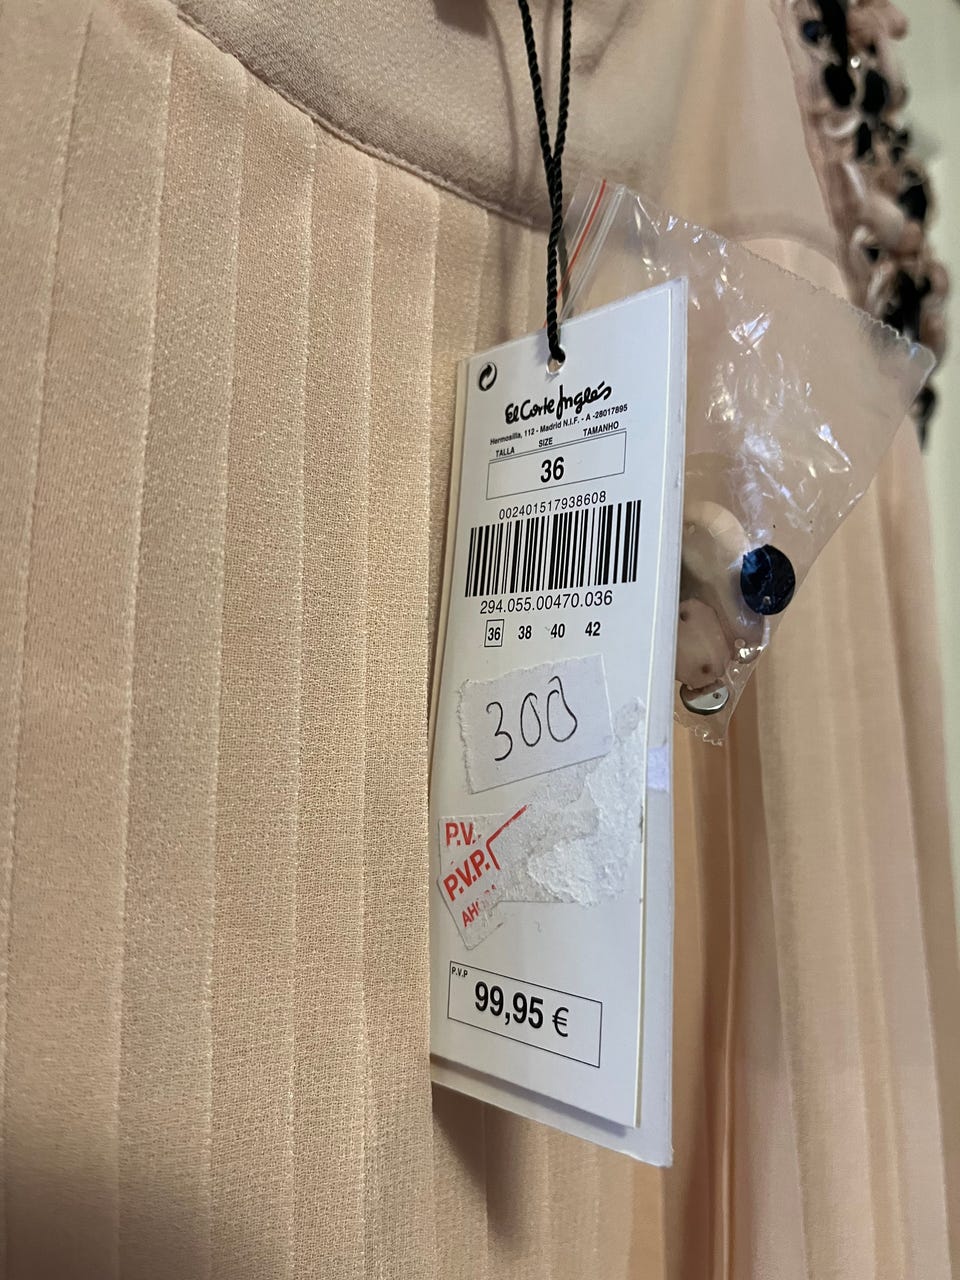 El Corte Inglés
Hermosilla, 112 - Madrid N.I.F. - A -28017895
TALLA SIZE TAMANHO
36
002401517938608
294.055.00470.036
36 38 40 42
300
P.V.
P.V.P.
P.V.P
99,95 €